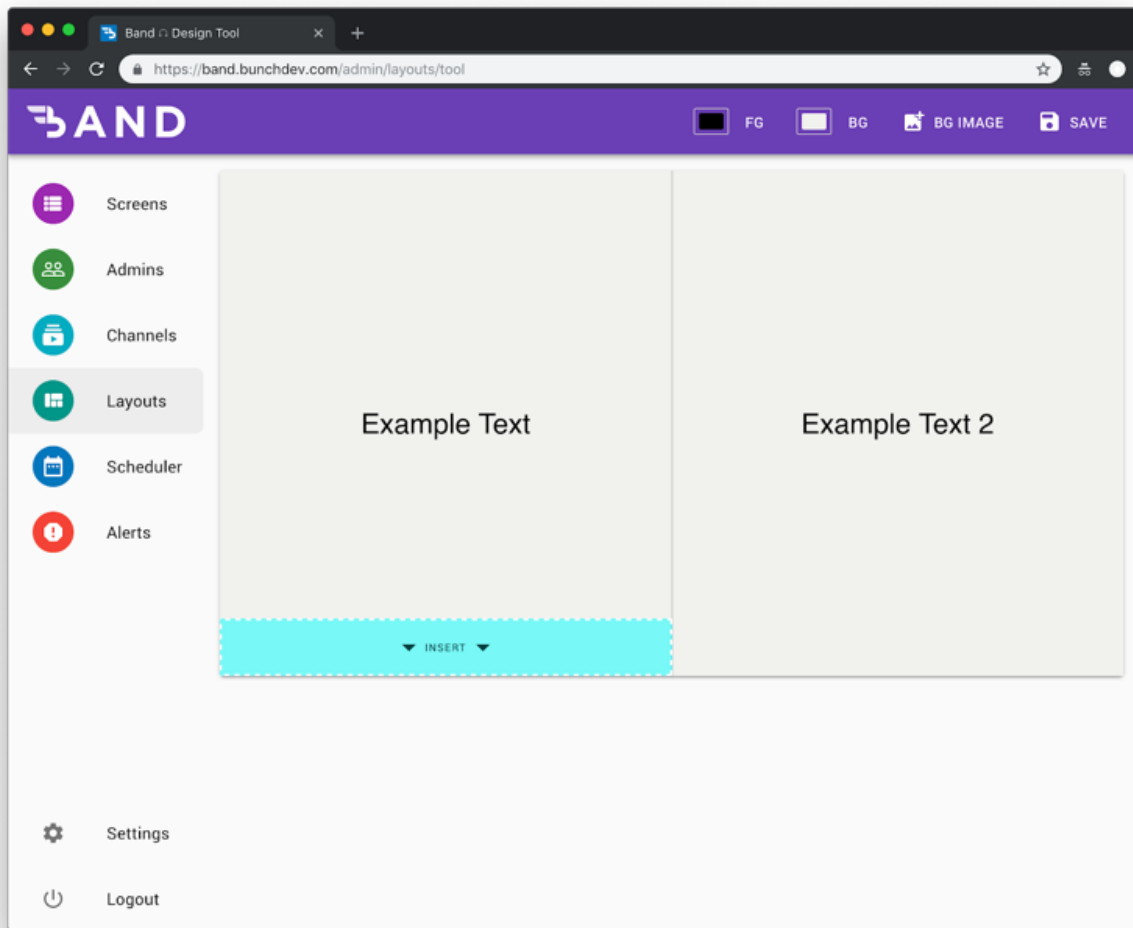 Band ∩ Design Tool
https://band.bunchdev.com/admin/layouts/tool
BAND
FG BG BG IMAGE SAVE
Screens
Admins
Channels
Layouts
Scheduler
Alerts
Example Text
Example Text 2
INSERT
Settings
Logout